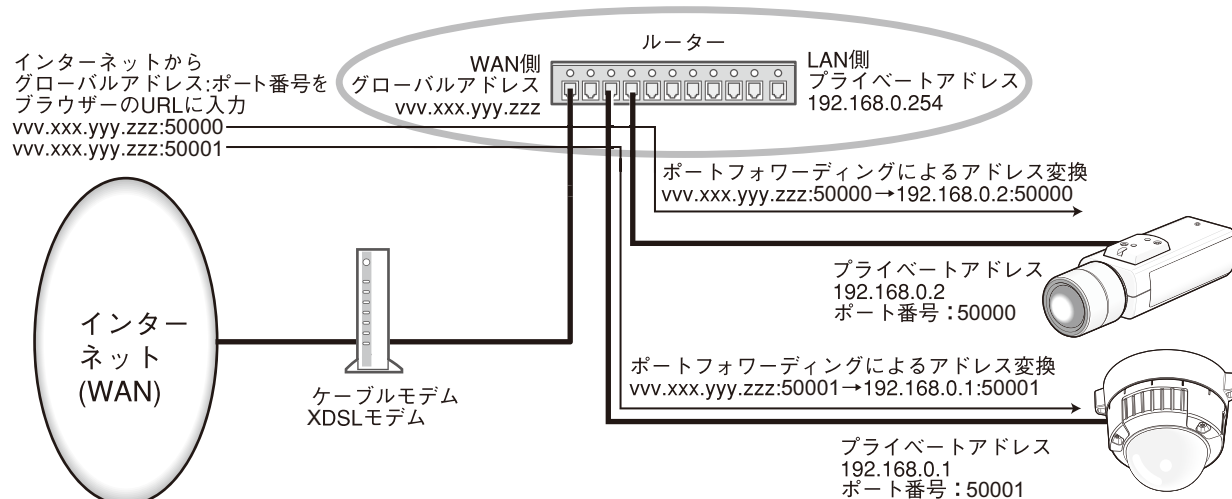 ルーター
インターネットから
グローバルアドレス:ポート番号を
ブラウザーのURLに入力
vvv.xxx.yyy.zzz:50000
vvv.xxx.yyy.zzz:50001
WAN側
グローバルアドレス
vvv.xxx.yyy.zzz
LAN側
プライベートアドレス
192.168.0.254
ポートフォワーディングによるアドレス変換
vvv.xxx.yyy.zzz:50000→192.168.0.2:50000
プライベートアドレス
192.168.0.2
ポート番号:50000
インター
ネット
(WAN)
ケーブルモデム
XDSLモデム
ポートフォワーディングによるアドレス変換
vvv.xxx.yyy.zzz:50001→192.168.0.1:50001
プライベートアドレス
192.168.0.1
ポート番号:50001